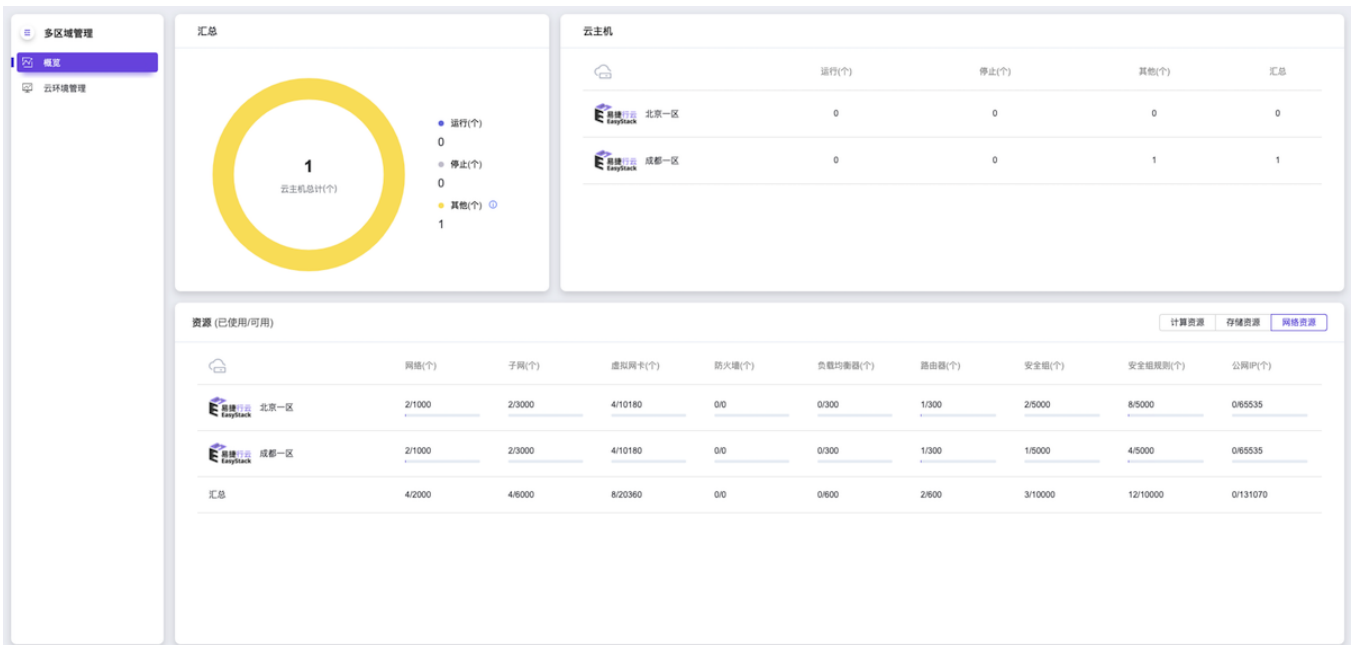 多区域管理
概览
云环境管理
汇总
1
云主机总计(个)
运行(个)
0
停止(个)
0
其他(个)
1
云主机
运行(个) 停止(个) 其他(个) 汇总
易捷行云 EasyStack 北京一区 0 0 0 0
易捷行云 EasyStack 成都一区 0 0 1 1
资源 (已使用/可用)
计算资源 存储资源 网络资源
网络(个) 子网(个) 虚拟网卡(个) 防火墙(个) 负载均衡器(个) 路由器(个) 安全组(个) 安全组规则(个) 公网IP(个)
易捷行云 EasyStack 北京一区 2/1000 2/3000 4/10180 0/0 0/300 1/300 2/5000 8/5000 0/65535
易捷行云 EasyStack 成都一区 2/1000 2/3000 4/10180 0/0 0/300 1/300 1/5000 4/5000 0/65535
汇总 4/2000 4/6000 8/20360 0/0 0/600 2/600 3/10000 12/10000 0/131070